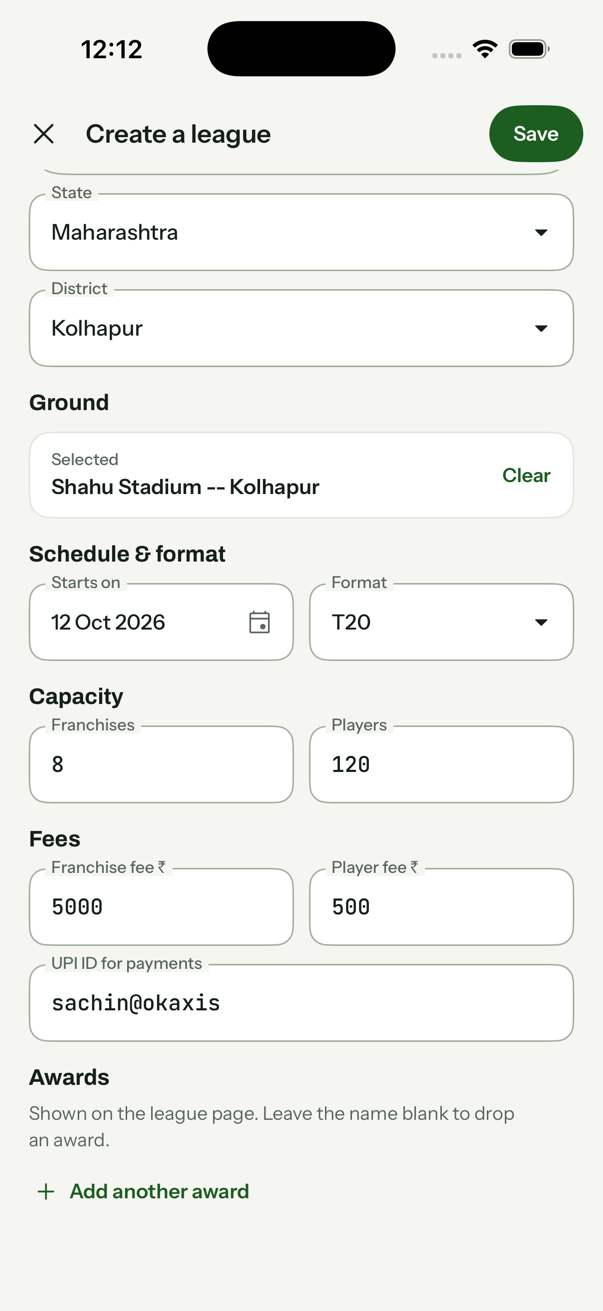 12:12
Create a league
Save
State
Maharashtra
District
Kolhapur
Ground
Selected
Shahu Stadium -- Kolhapur
Clear
Schedule & format
Starts on
12 Oct 2026
Format
T20
Capacity
Franchises
8
Players
120
Fees
Franchise fee ₹
5000
Player fee ₹
500
UPI ID for payments
sachin@okaxis
Awards
Shown on the league page. Leave the name blank to drop
an award.
+ Add another award